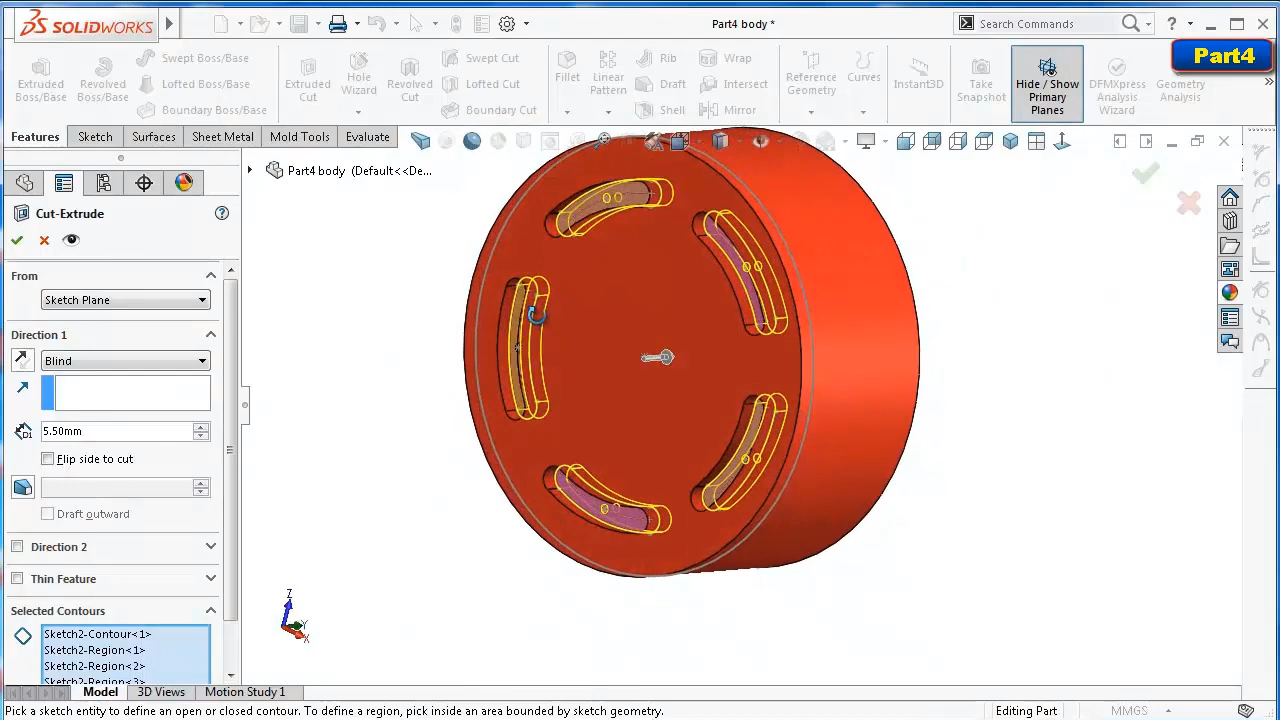 SOLIDWORKS
Part4 body *
Search Commands
Part4
Extruded Boss/Base
Revolved Boss/Base
Swept Boss/Base
Lofted Boss/Base
Boundary Boss/Base
Extruded Cut
Hole Wizard
Revolved Cut
Swept Cut
Boundary Cut
Fillet
Linear Pattern
Rib
Draft
Shell
Wrap
Intersect
Mirror
Reference Geometry
Curves
Instant3D
Take Snapshot
Hide / Show Primary Planes
DFMXpress Analysis Wizard
Geometry Analysis
Features
Sketch
Surfaces
Sheet Metal
Mold Tools
Evaluate
Part4 body (Default<<De...
Cut-Extrude
From
Sketch Plane
Direction 1
Blind
5.50mm
Flip side to cut
Draft outward
Direction 2
Thin Feature
Selected Contours
Sketch2-Contour<1>
Sketch2-Region<1>
Sketch2-Region<2>
Sketch2-Region<3>
Z
Y
X
Model
3D Views
Motion Study 1
Pick a sketch entity to define an open or closed contour. To define a region, pick inside an area bounded by sketch geometry.
Editing Part
MMGS